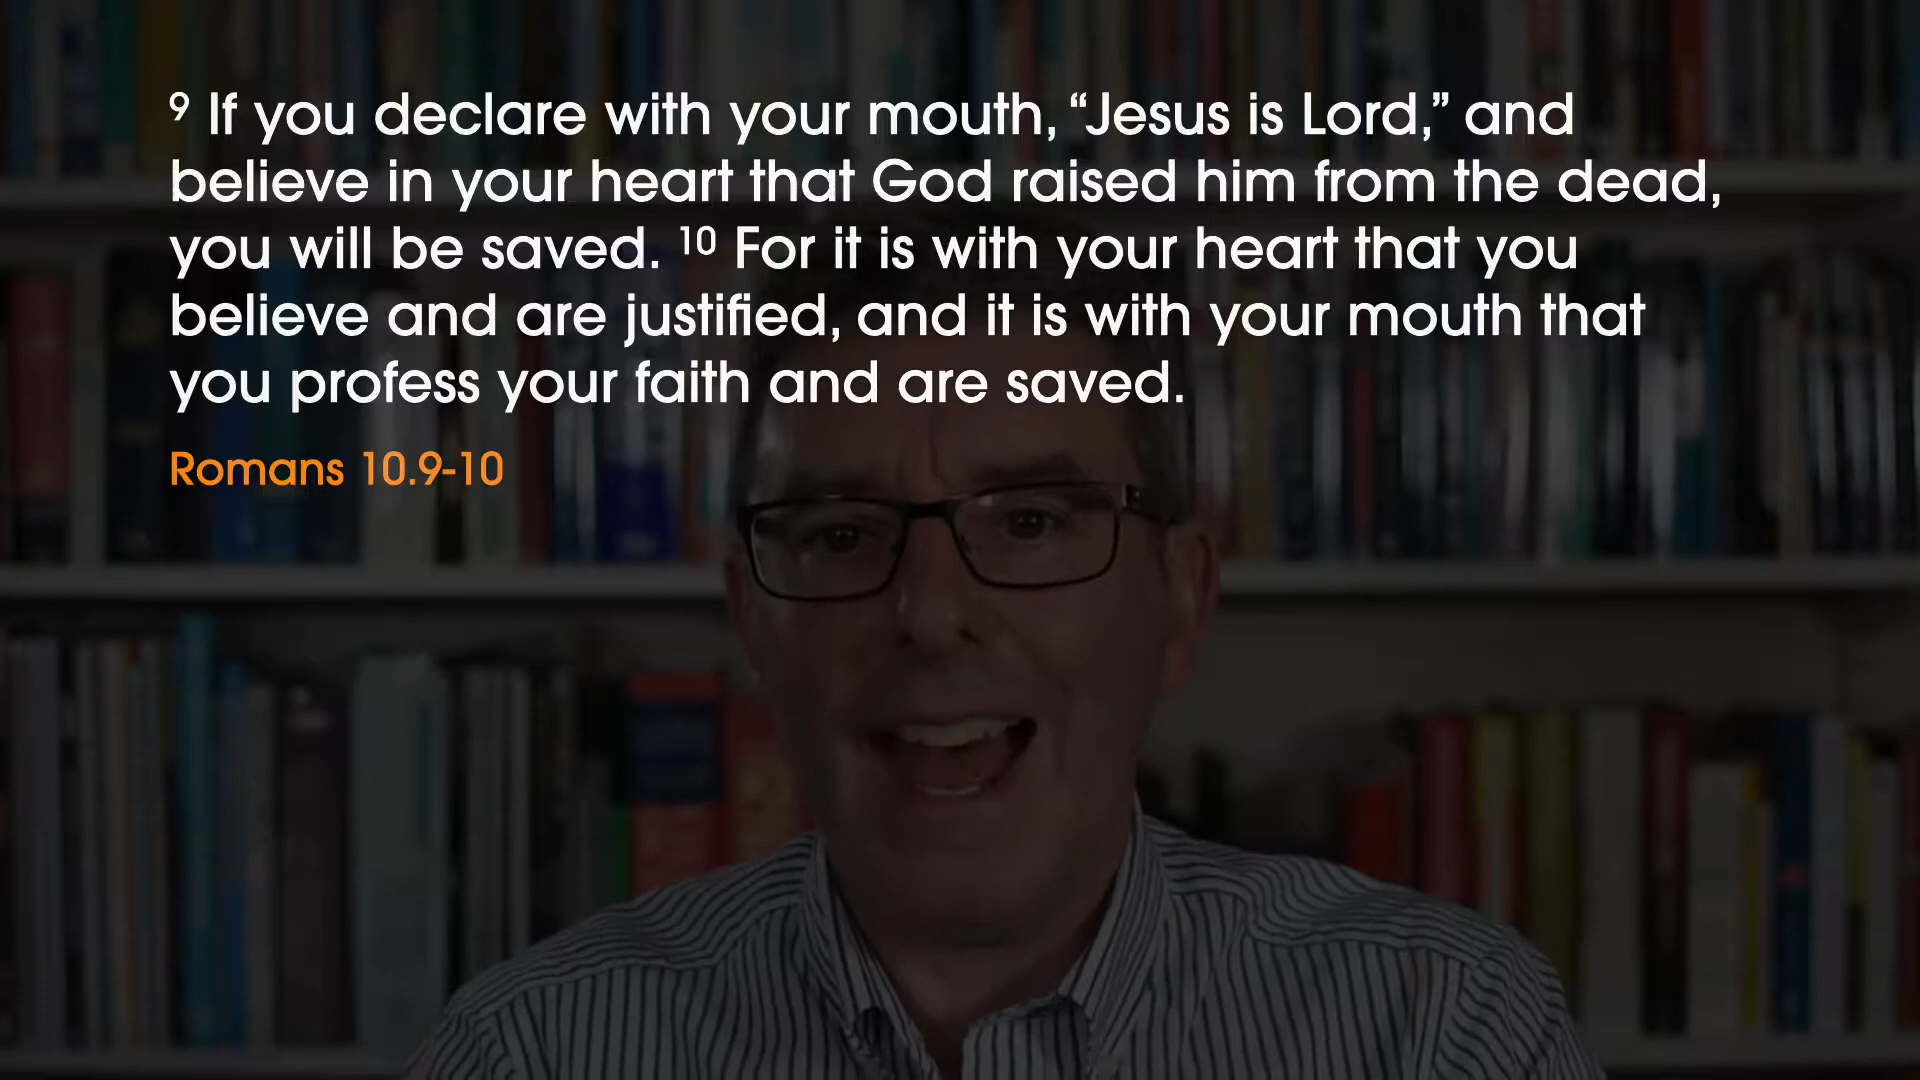 ⁹ If you declare with your mouth, “Jesus is Lord,” and
believe in your heart that God raised him from the dead,
you will be saved. ¹⁰ For it is with your heart that you
believe and are justified, and it is with your mouth that
you profess your faith and are saved.
Romans 10.9-10